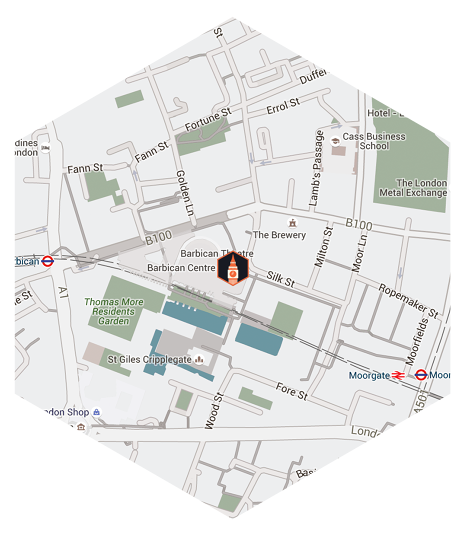 St
Duffer
Errol St
Fortune St
Hotel - L
Cass Business
School
Lamb's Passage
dines
ondon
Fann St
Fann St
Golden Ln
The London
Metal Exchange
B100
B100
The Brewery
Milton St
Moor Ln
Barbican Theatre
Barbican Centre
Silk St
rbican
e St
A1
Ropemaker St
Thomas More
Residents
Garden
Moorfields
St Giles Cripplegate
Moorgate
Moor
Fore St
A50
Wood St
ndon Shop
Londo
Bas